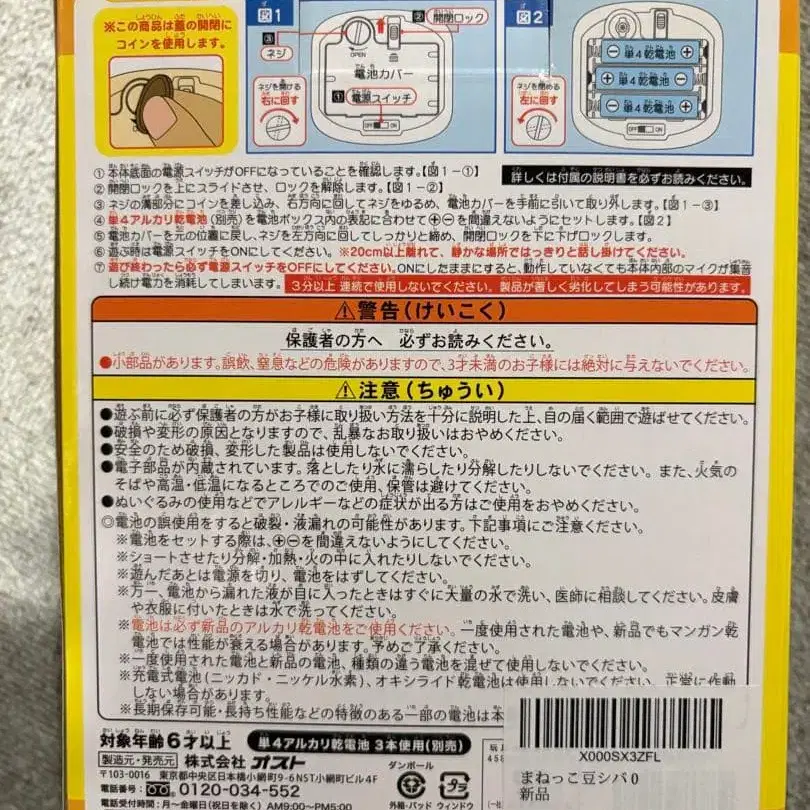 ※この商品は蓋の開閉に
コインを使用します。
図1
② 開閉ロック
③
ネジ
OPEN
電池カバー
ネジを開ける
右に回す
① 電源スイッチ
OFF ON
図2
単4乾電池
単4乾電池
単4乾電池
ネジを閉める
左に回す
OFF ON
①本体底面の電源スイッチがOFFになっていることを確認します。【図1-①】
詳しくは付属の説明書を必ずお読みください。
②開閉ロックを上にスライドさせ、ロックを解除します。【図1-②】
③ネジの溝部分にコインを差し込み、右方向に回してネジをゆるめ、電池カバーを手前に引いて取り外します。【図1-③】
④単4アルカリ乾電池(別売)を電池ボックス内の表記に合わせて⊕⊖を間違えないようにセットします。【図2】
⑤電池カバーを元の位置に戻し、ネジを左方向に回してしっかりと締め、開閉ロックを下に下げロックします。
⑥遊ぶ時は電源スイッチをONにしてください。※20cm以上離れて、静かな場所ではっきりと話し掛けてください。
⑦遊び終わったら必ず電源スイッチをOFFにしてください。ONにしたままにすると、動作していなくても本体内部のマイクが集音
し続け電力を消耗してしまいます。3分以上 連続で使用しないでください。製品が著しく劣化してしまう可能性があります。
⚠警告(けいこく)
保護者の方へ 必ずお読みください。
●小部品があります。誤飲、窒息などの危険がありますので、3才未満のお子様には絶対に与えないでください。
⚠注意(ちゅうい)
●遊ぶ前に必ず保護者の方がお子様に取り扱い方法を十分に説明した上、目の届く範囲で遊ばせてください。
●破損や変形の原因となりますので、乱暴なお取り扱いはおやめください。
●安全のため破損、変形した製品は使用しないでください。
●電子部品が内蔵されています。落としたり水に濡らしたり分解したりしないでください。また、火気の
そばや高温・低温になるところでのご使用、保管は避けてください。
●ぬいぐるみの使用などでアレルギーなどの症状が出る方はご使用をおやめください。
◎電池の誤使用をすると破裂・液漏れの可能性があります。下記事項にご注意ください。
※電池をセットする際は、⊕⊖を間違えないようにしてください。
※ショートさせたり分解・加熱・火の中に入れたりしないでください。
※遊んだあとは電源を切り、電池をはずしてください。
※万一、電池から漏れた液が目に入ったときはすぐに大量の水で洗い、医師に相談してください。皮膚
や衣服に付いたときは水で洗ってください。
※電池は必ず新品のアルカリ乾電池をご使用ください。一度使用された電池や、新品でもマンガン乾
電池では性能が衰える場合があります。予めご了承ください。
※一度使用された電池と新品の電池、種類の違う電池を混ぜて使用しないでください。
※充電式電池(ニッカド・ニッケル水素)、オキシライド乾電池は使用しないでください。正常に作動
しない場合があります。
※長期保存可能・長持ち性能などの特徴のある一部の電池は本
対象年齢6才以上
単4アルカリ乾電池 3本使用(別売)
製造元・発売元 株式会社 オスト
〒103-0016 東京都中央区日本橋小網町9-6NST小網町ビル4F
0120-034-552
電話受付時間:月〜金曜日(祝日を除く) AM9:00〜PM5:00
ダンボール
紙
外箱・パッド
プラ
ウィンドウ
X000SX3ZFL
まねっこ豆シバ 0
新品